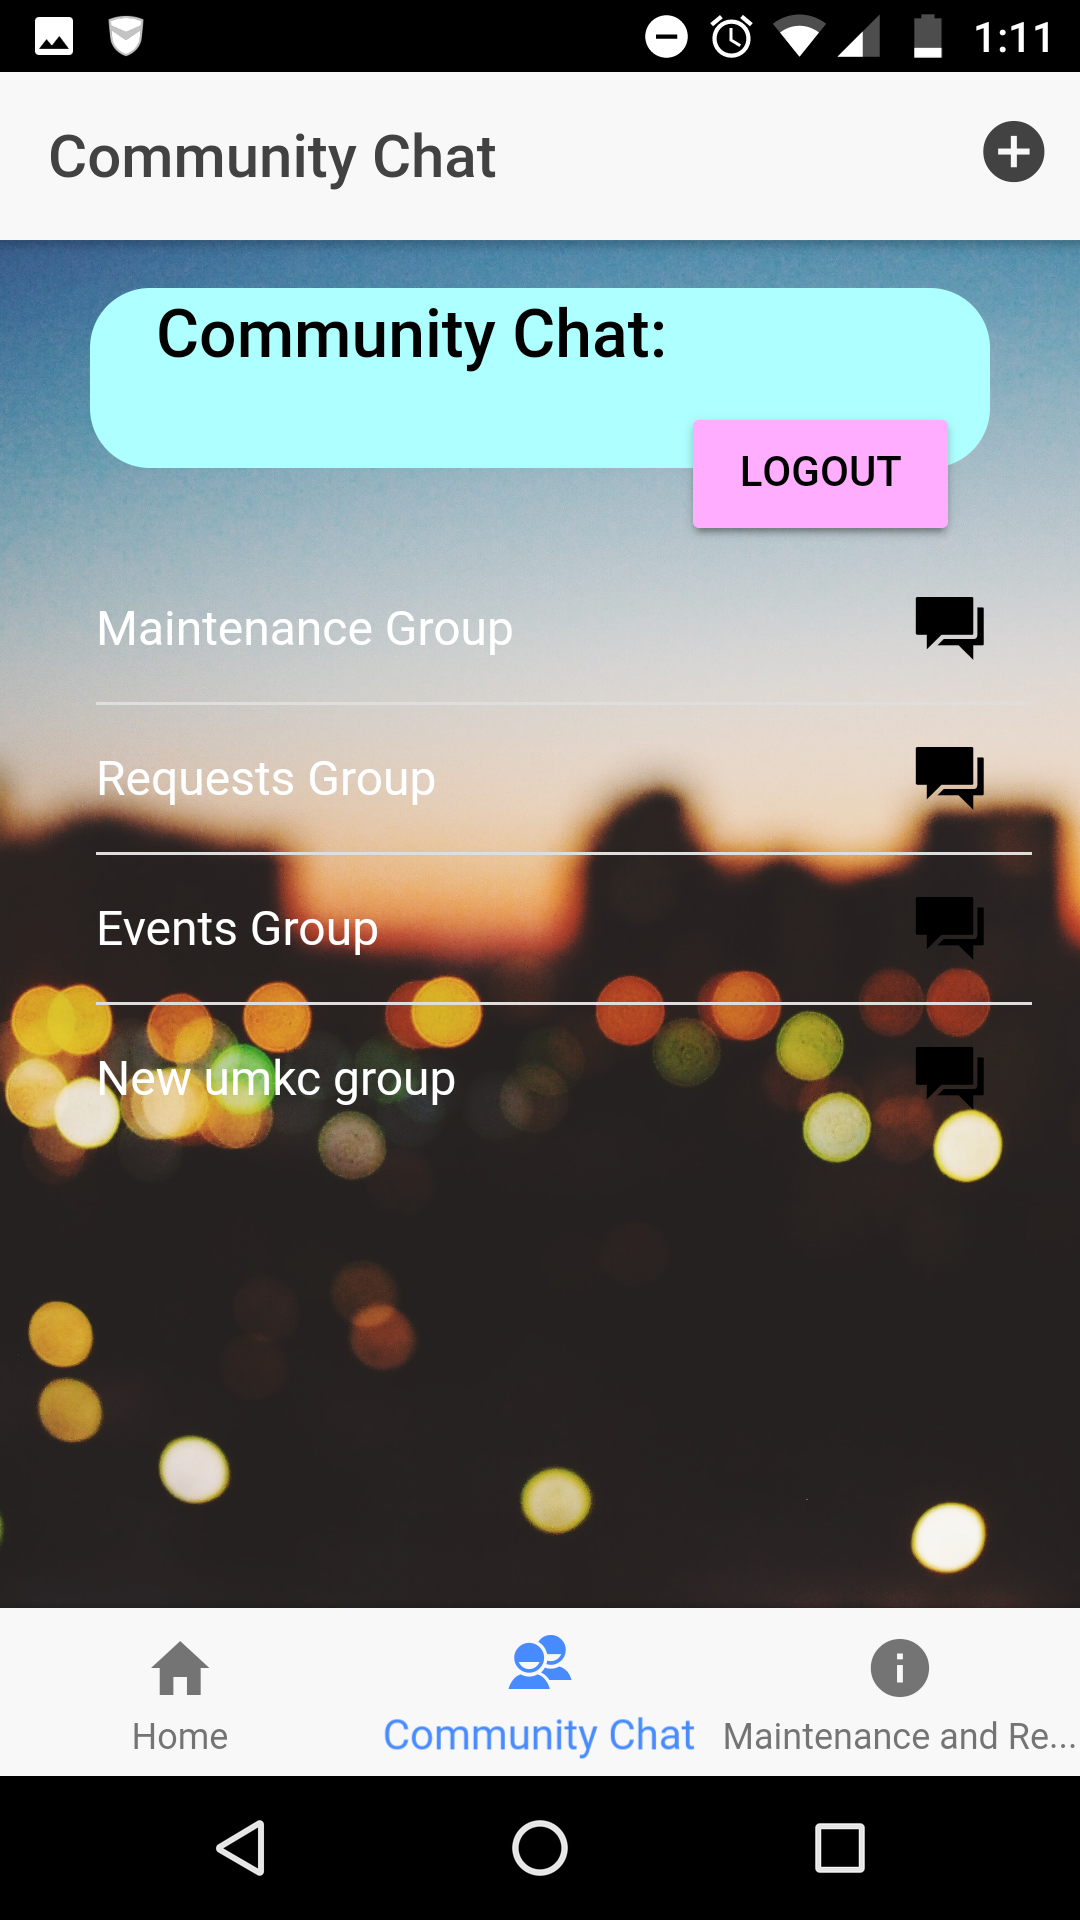 1:11
Community Chat
Community Chat:
LOGOUT
Maintenance Group
Requests Group
Events Group
New umkc group
Home
Community Chat
Maintenance and Re...